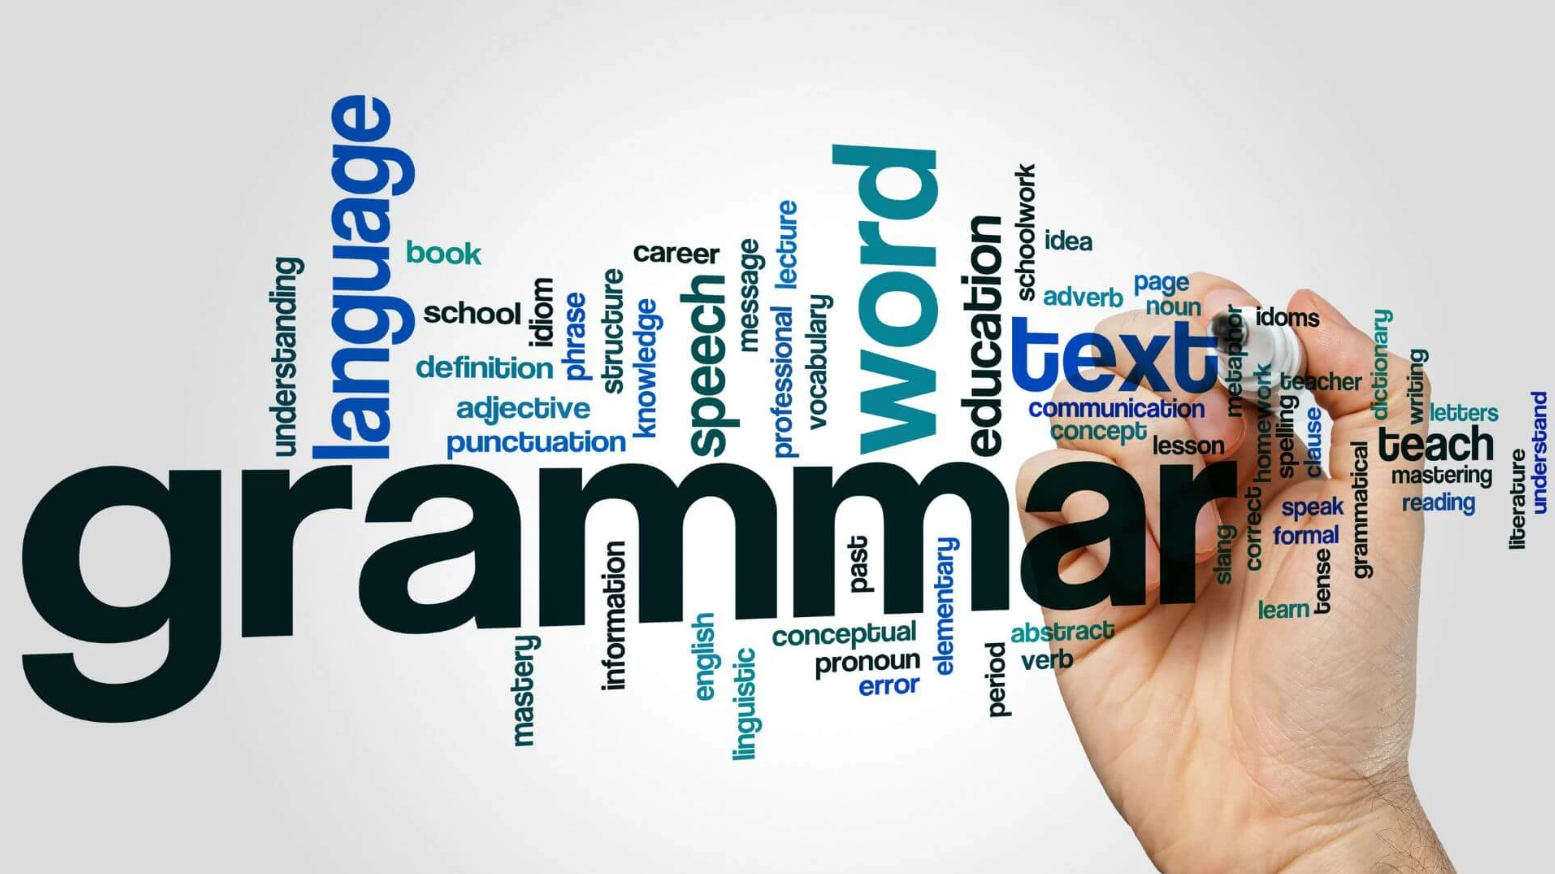 understanding
language
book
school
idiom
definition
phrase
adjective
punctuation
structure
knowledge
career
speech
message
lecture
professional
vocabulary
word
education
schoolwork
idea
adverb
page
noun
text
communication
concept
lesson
metaphor
idoms
homework
teacher
spelling
clause
dictionary
writing
letters
teach
mastering
reading
understand
literature
grammatical
speak
formal
correct
slang
tense
learn
grammar
mastery
information
english
linguistic
past
conceptual
pronoun
error
elementary
period
abstract
verb